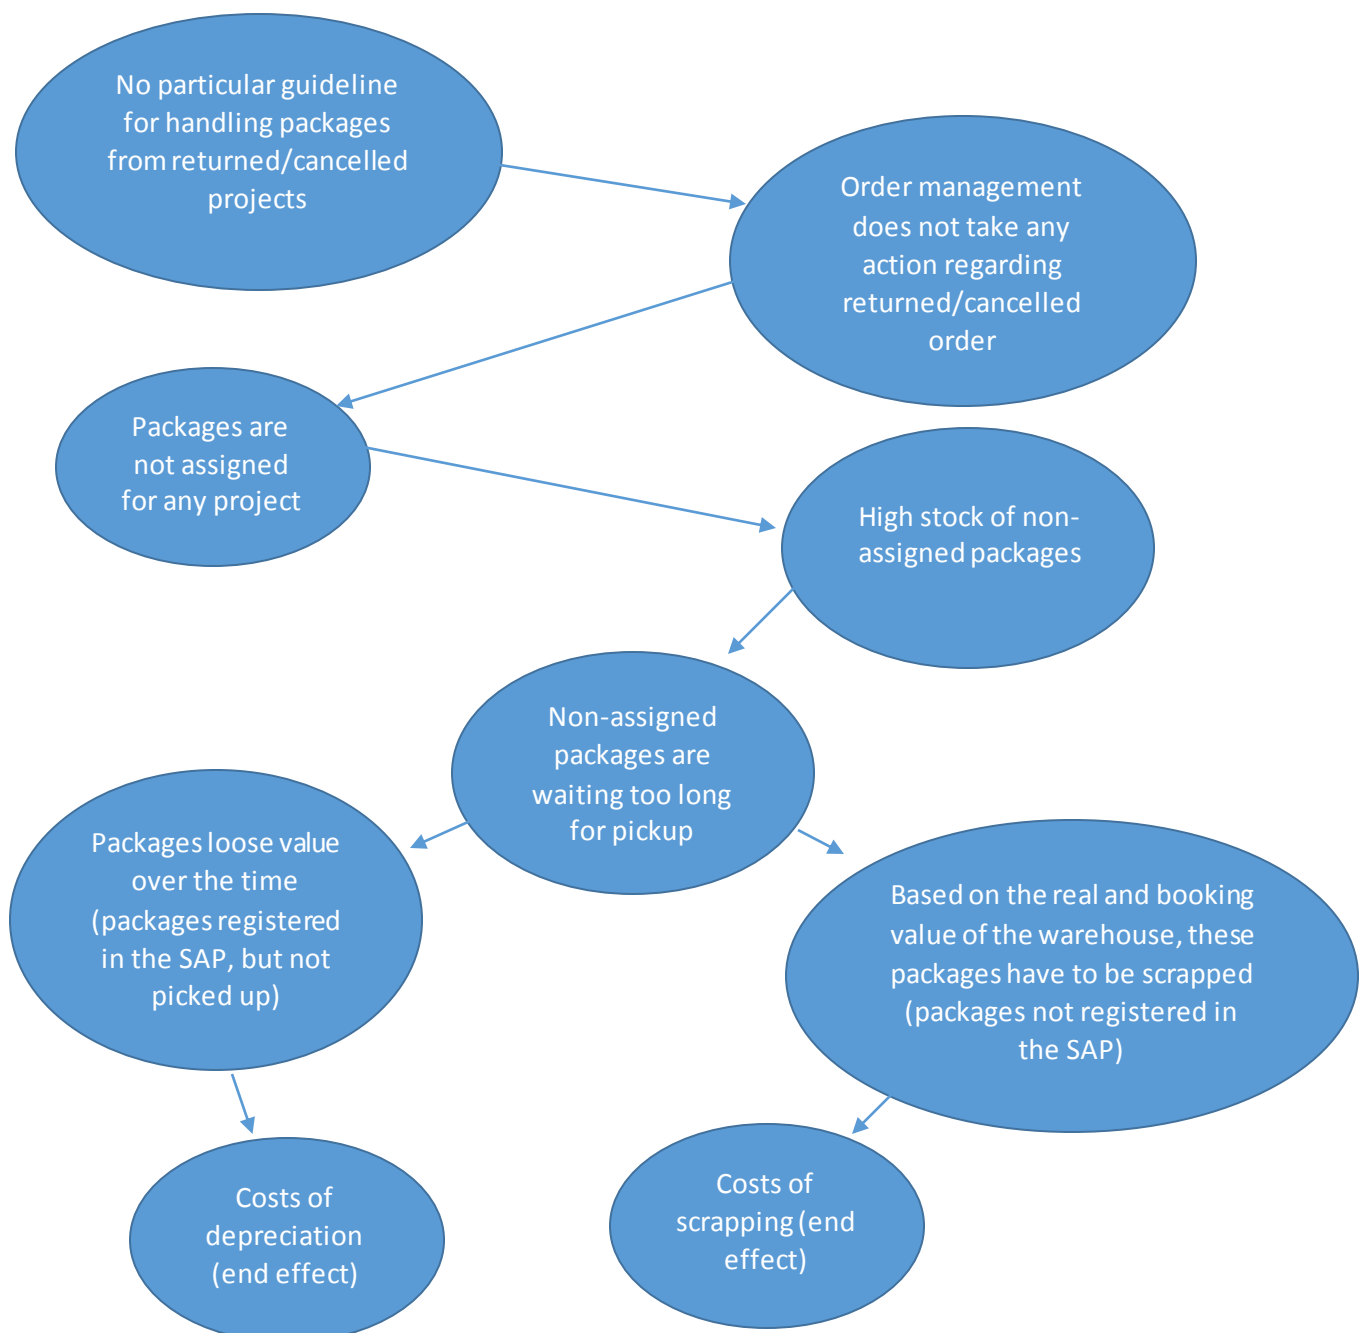 No particular guideline
for handling packages
from returned/cancelled
projects
Order management
does not take any
action regarding
returned/cancelled
order
Packages are
not assigned
for any project
High stock of non-
assigned packages
Non-assigned
packages are
waiting too long
for pickup
Packages loose value
over the time
(packages registered
in the SAP, but not
picked up)
Based on the real and booking
value of the warehouse, these
packages have to be scrapped
(packages not registered in
the SAP)
Costs of
depreciation
(end effect)
Costs of
scrapping (end
effect)